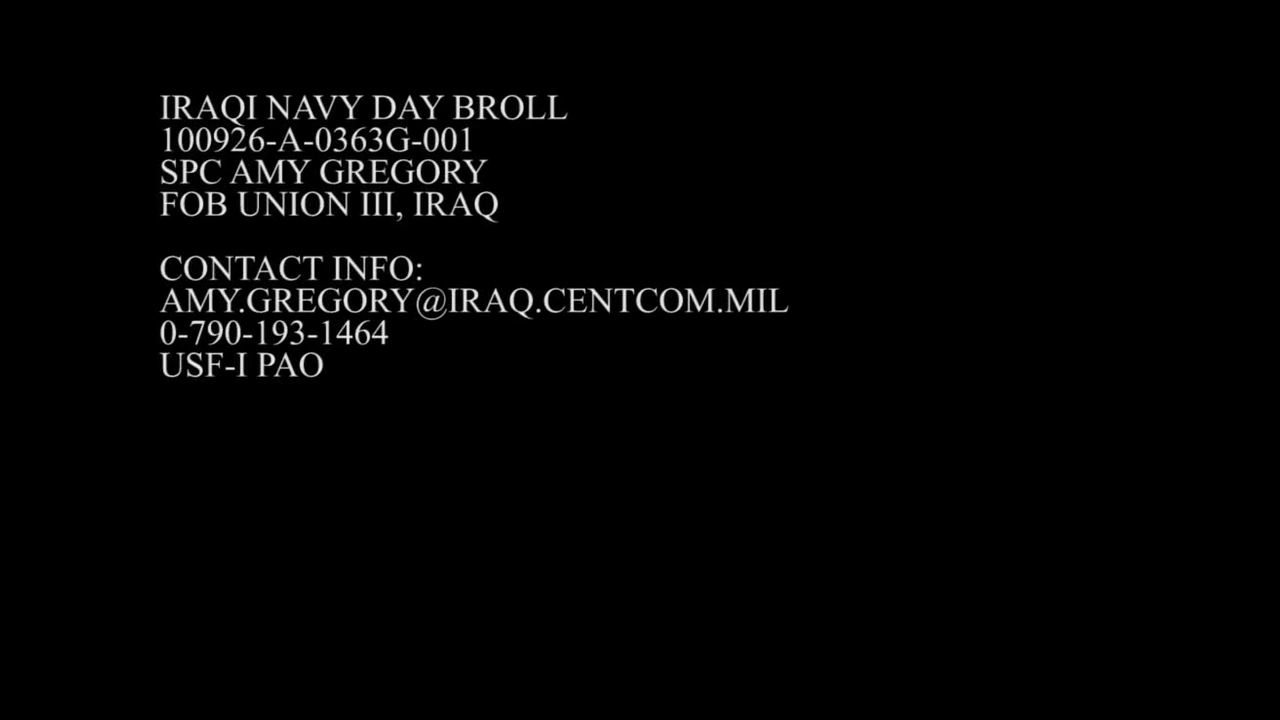 IRAQI NAVY DAY BROLL
100926-A-0363G-001
SPC AMY GREGORY
FOB UNION III, IRAQ
CONTACT INFO:
AMY.GREGORY@IRAQ.CENTCOM.MIL
0-790-193-1464
USF-I PAO